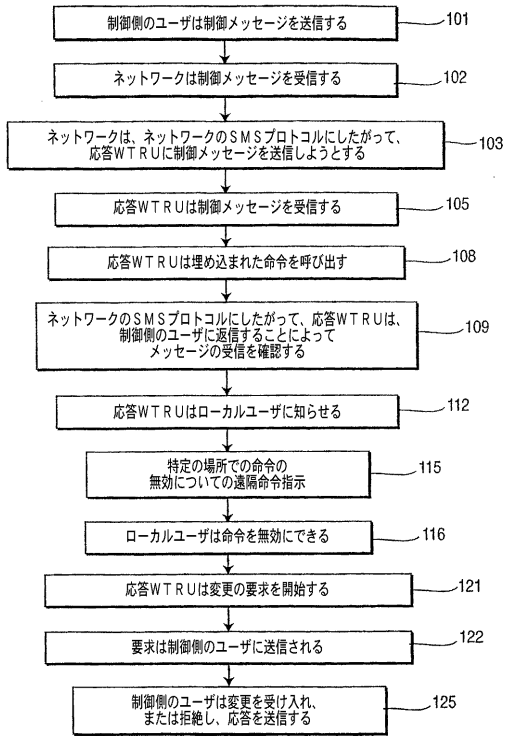 制御側のユーザは制御メッセージを送信する
101
ネットワークは制御メッセージを受信する
102
ネットワークは、ネットワークのSMSプロトコルにしたがって、
応答WTRUに制御メッセージを送信しようとする
103
応答WTRUは制御メッセージを受信する
105
応答WTRUは埋め込まれた命令を呼び出す
108
ネットワークのSMSプロトコルにしたがって、応答WTRUは、
制御側のユーザに返信することによって
メッセージの受信を確認する
109
応答WTRUはローカルユーザに知らせる
112
特定の場所での命令の
無効についての遠隔命令指示
115
ローカルユーザは命令を無効にできる
116
応答WTRUは変更の要求を開始する
121
要求は制御側のユーザに送信される
122
制御側のユーザは変更を受け入れ、
または拒絶し、応答を送信する
125